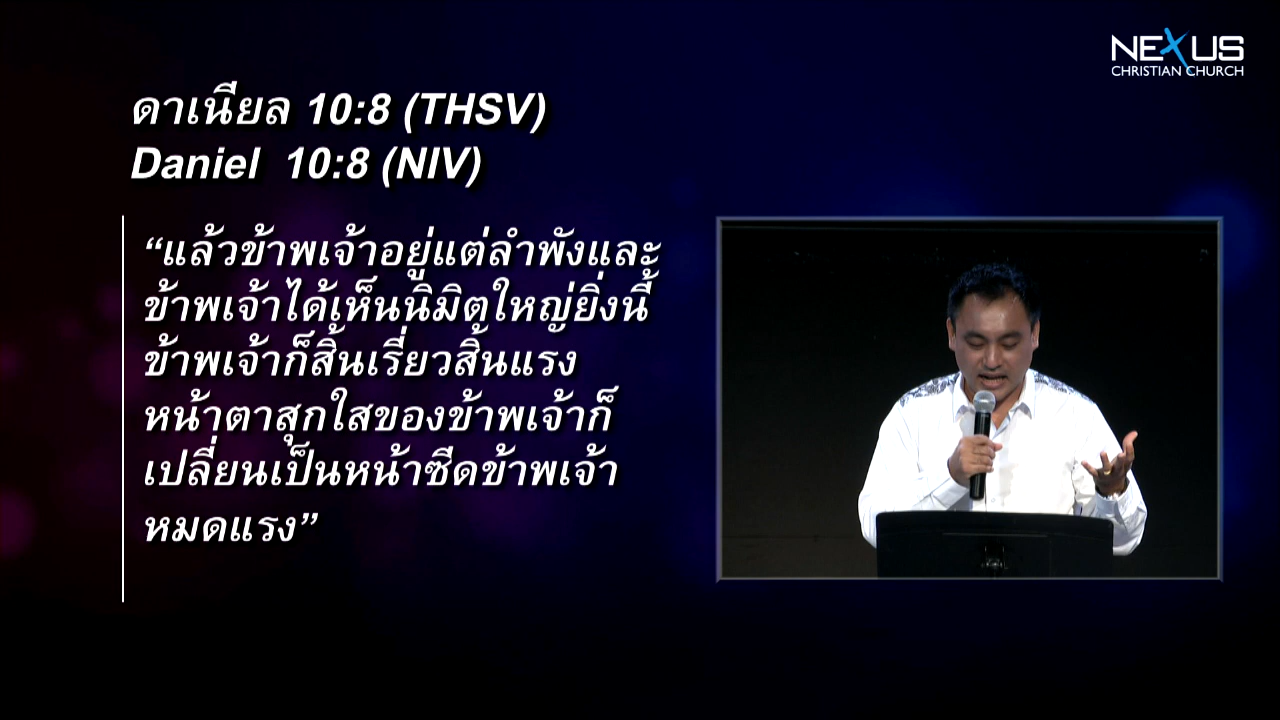 NEXUS
CHRISTIAN CHURCH
ดาเนียล 10:8 (THSV)
Daniel 10:8 (NIV)
“แล้วข้าพเจ้าอยู่แต่ลำพังและ
ข้าพเจ้าได้เห็นนิมิตใหญ่ยิ่งนี้
ข้าพเจ้าก็สิ้นเรี่ยวสิ้นแรง
หน้าตาสุกใสของข้าพเจ้าก็
เปลี่ยนเป็นหน้าซีดข้าพเจ้า
หมดแรง”